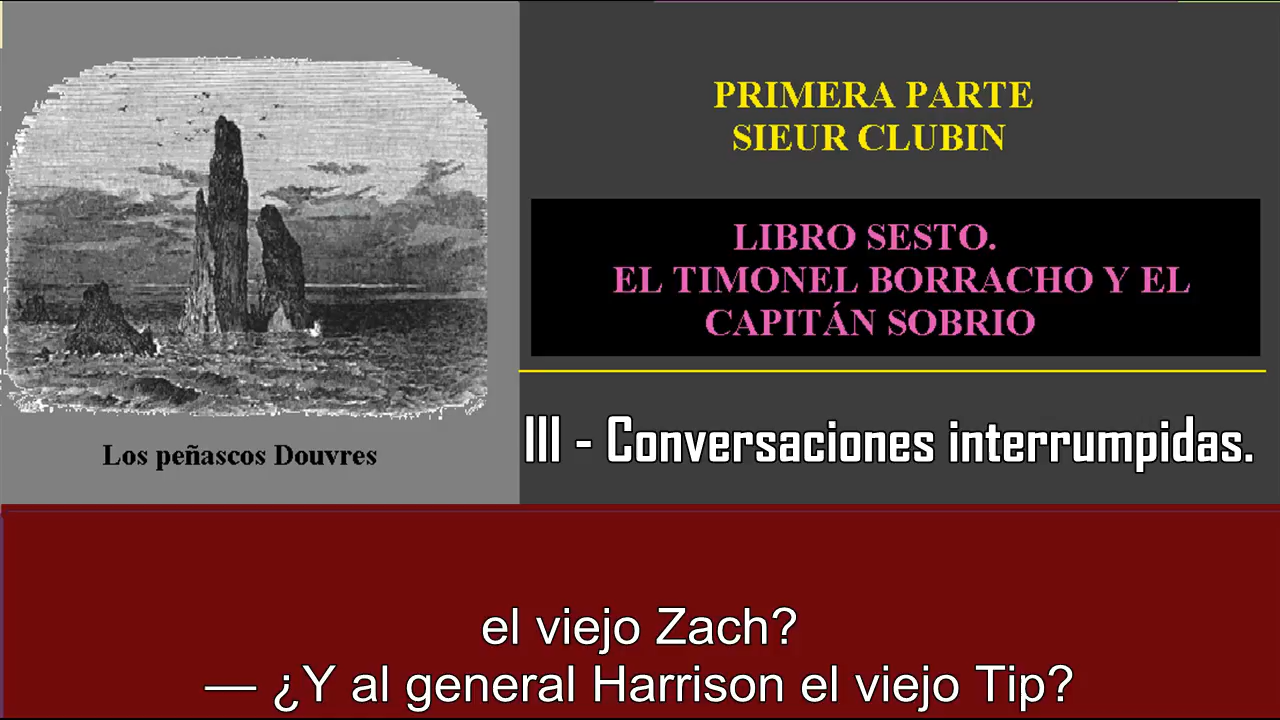 PRIMERA PARTE
SIEUR CLUBIN
LIBRO SESTO.
EL TIMONEL BORRACHO Y EL
CAPITÁN SOBRIO
Los peñascos Douvres
III - Conversaciones interrumpidas.
el viejo Zach?
— ¿Y al general Harrison el viejo Tip?